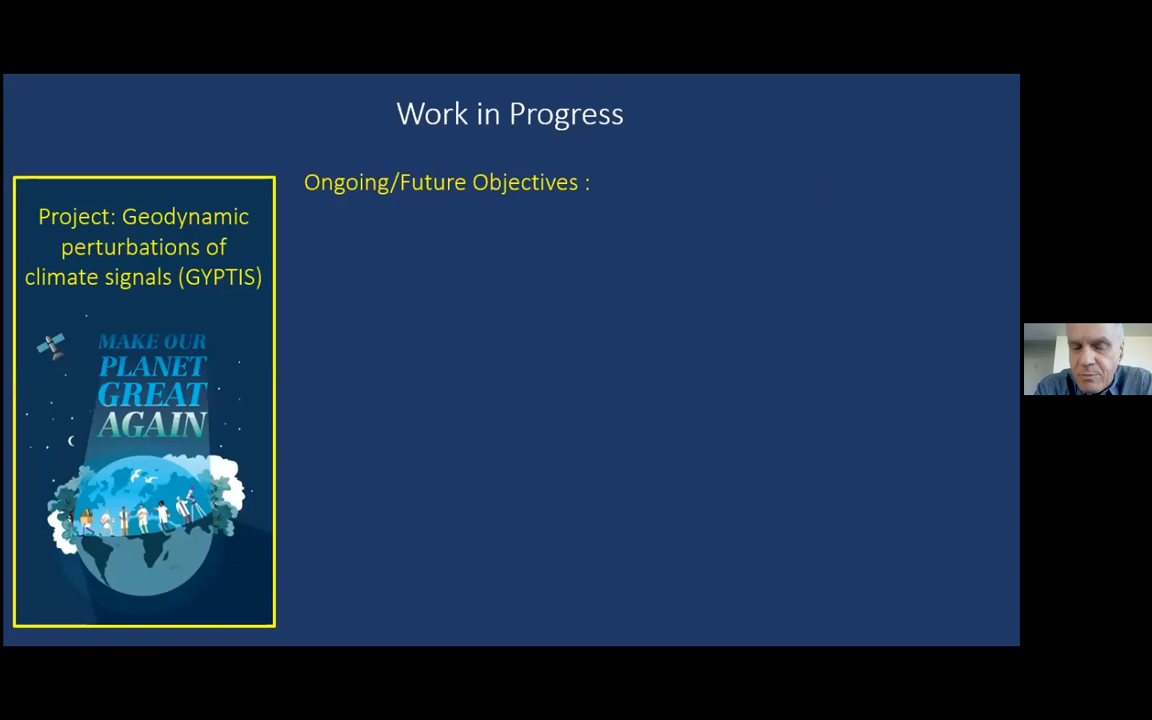 Work in Progress
Ongoing/Future Objectives :
Project: Geodynamic
perturbations of
climate signals (GYPTIS)
MAKE OUR
PLANET
GREAT
AGAIN